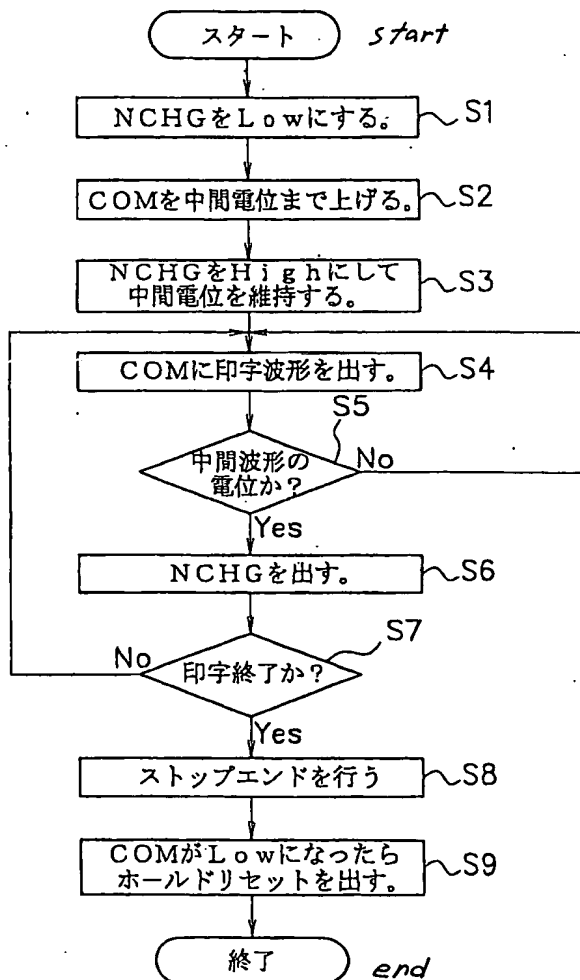 スタート start
NCHGをLowにする。 S1
COMを中間電位まで上げる。 S2
NCHGをHighにして
中間電位を維持する。 S3
COMに印字波形を出す。 S4
S5
中間波形の
電位か? No
Yes
NCHGを出す。 S6
S7
No 印字終了か?
Yes
ストップエンドを行う S8
COMがLowになったら
ホールドリセットを出す。 S9
終了 end